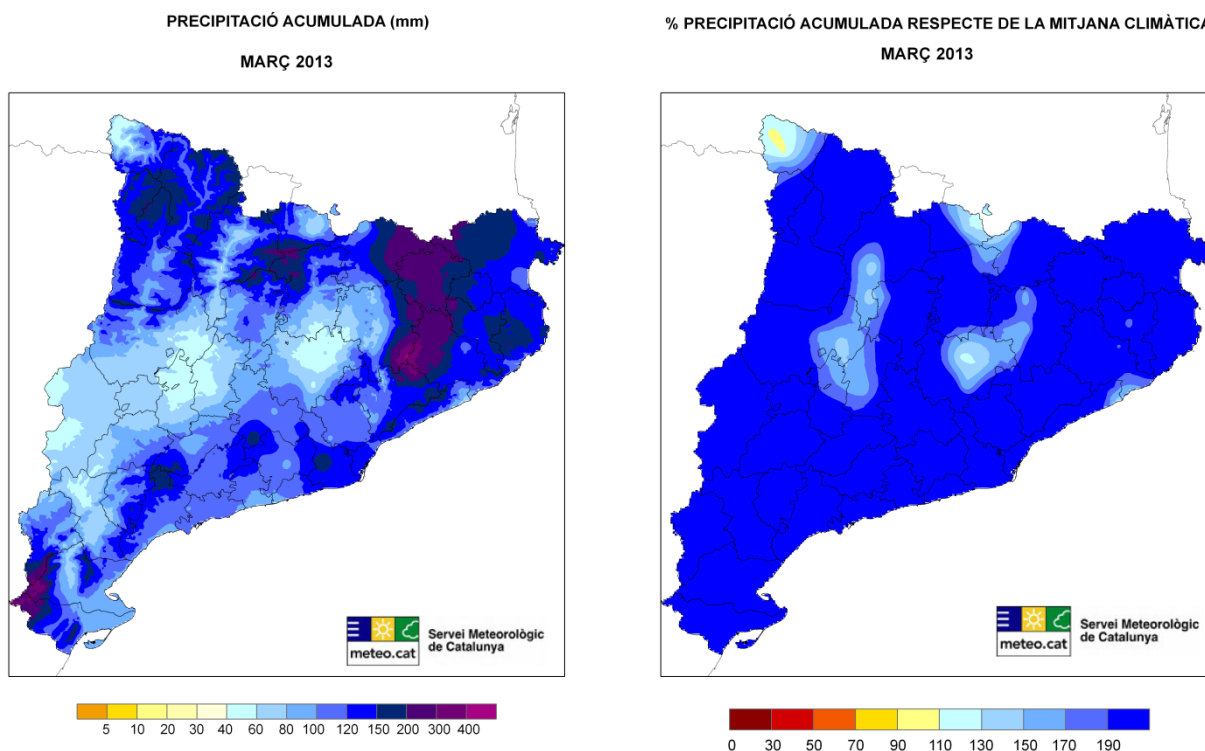 PRECIPITACIÓ ACUMULADA (mm)
MARÇ 2013
% PRECIPITACIÓ ACUMULADA RESPECTE DE LA MITJANA CLIMÀTICA
MARÇ 2013
meteo.cat
Servei Meteorològic
de Catalunya
meteo.cat
Servei Meteorològic
de Catalunya
5 10 20 30 40 60 80 100 120 150 200 300 400
0 30 50 70 90 110 130 150 170 190